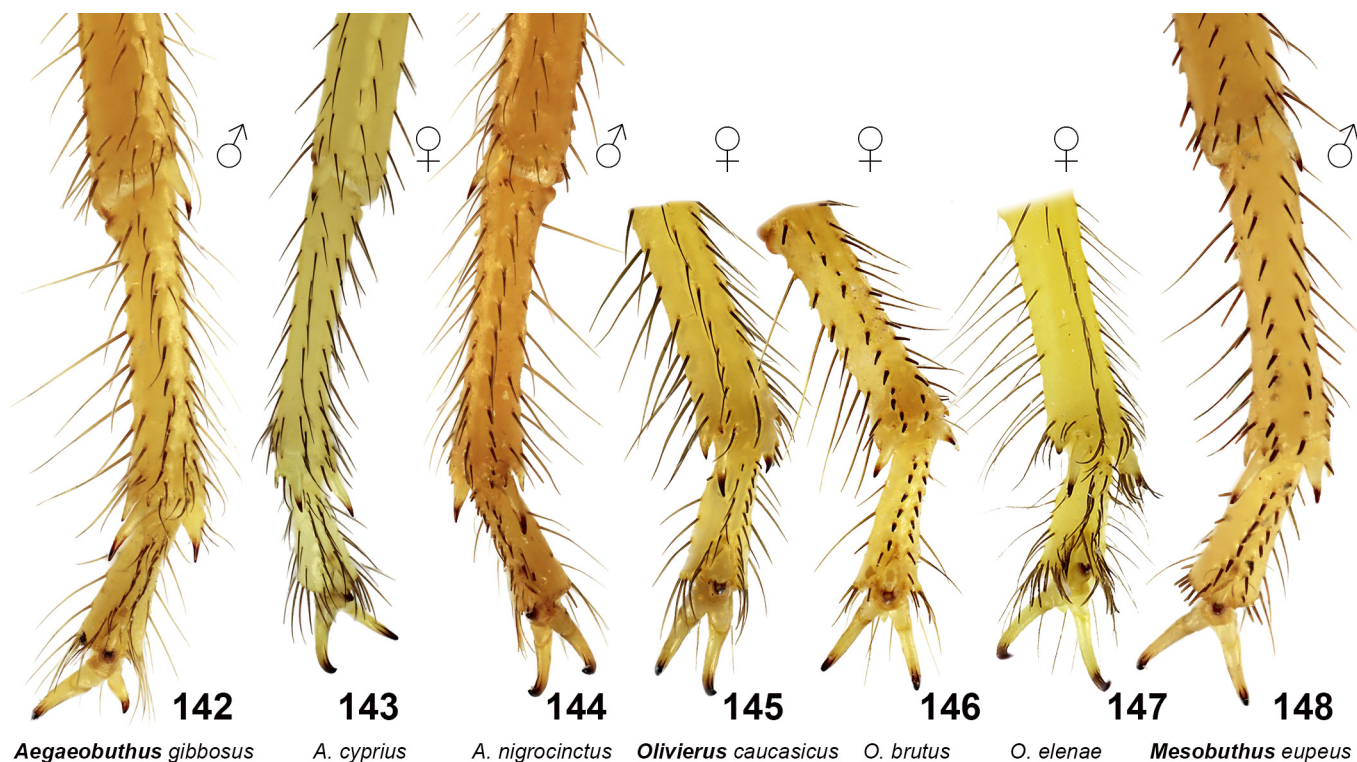 ♂ ♀ ♂ ♀ ♀ ♀ ♂
142 143 144 145 146 147 148
Aegaeobuthus gibbosus A. cyprius A. nigrocinctus Olivierus caucasicus O. brutus O. elenae Mesobuthus eupeus